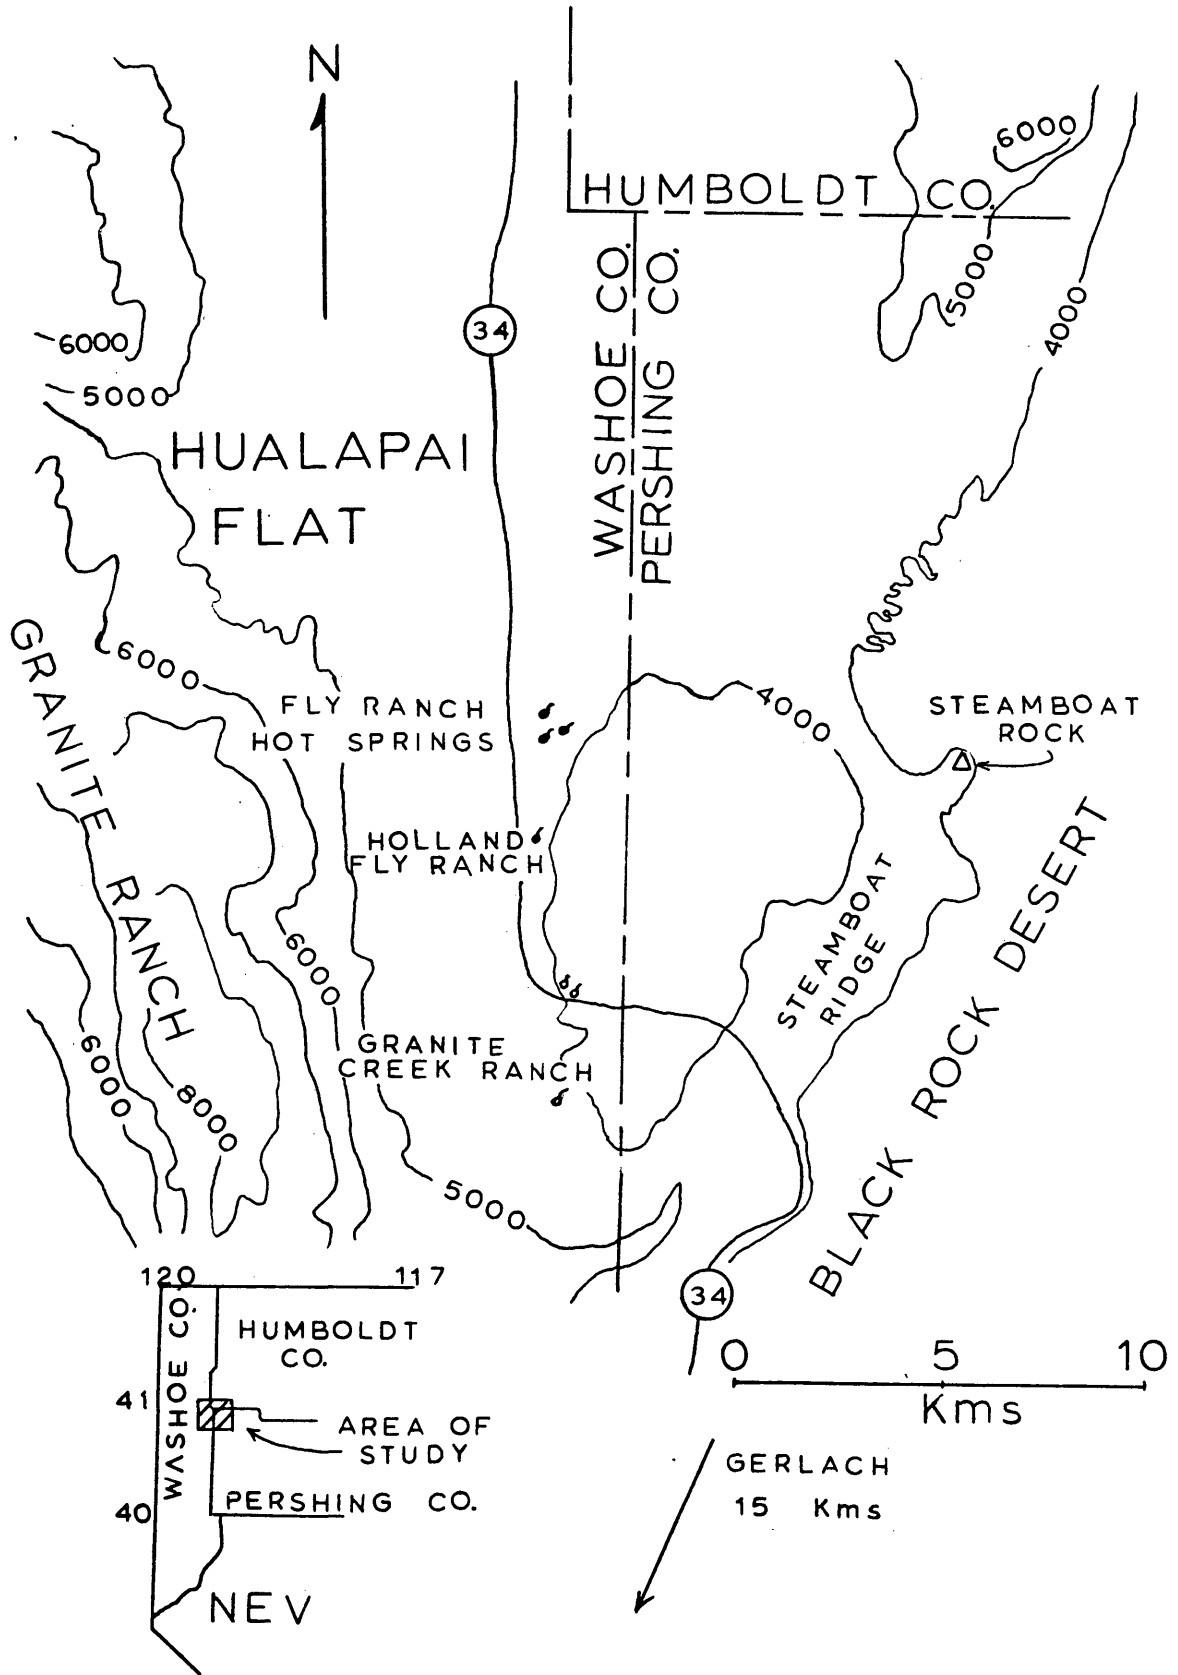 N
6000
HUMBOLDT CO.
WASHOE CO.
PERSHING CO.
5000
4000
34
6000
5000
HUALAPAI
FLAT
GRANITE RANCH
6000
FLY RANCH
HOT SPRINGS
4000
STEAMBOAT
ROCK
HOLLAND
FLY RANCH
STEAMBOAT
RIDGE
BLACK ROCK DESERT
6000
GRANITE
CREEK RANCH
6000
8000
5000
34
120
117
WASHOE CO.
HUMBOLDT
CO.
41
AREA OF
STUDY
40
PERSHING CO.
NEV
0 5 10
Kms
GERLACH
15 Kms